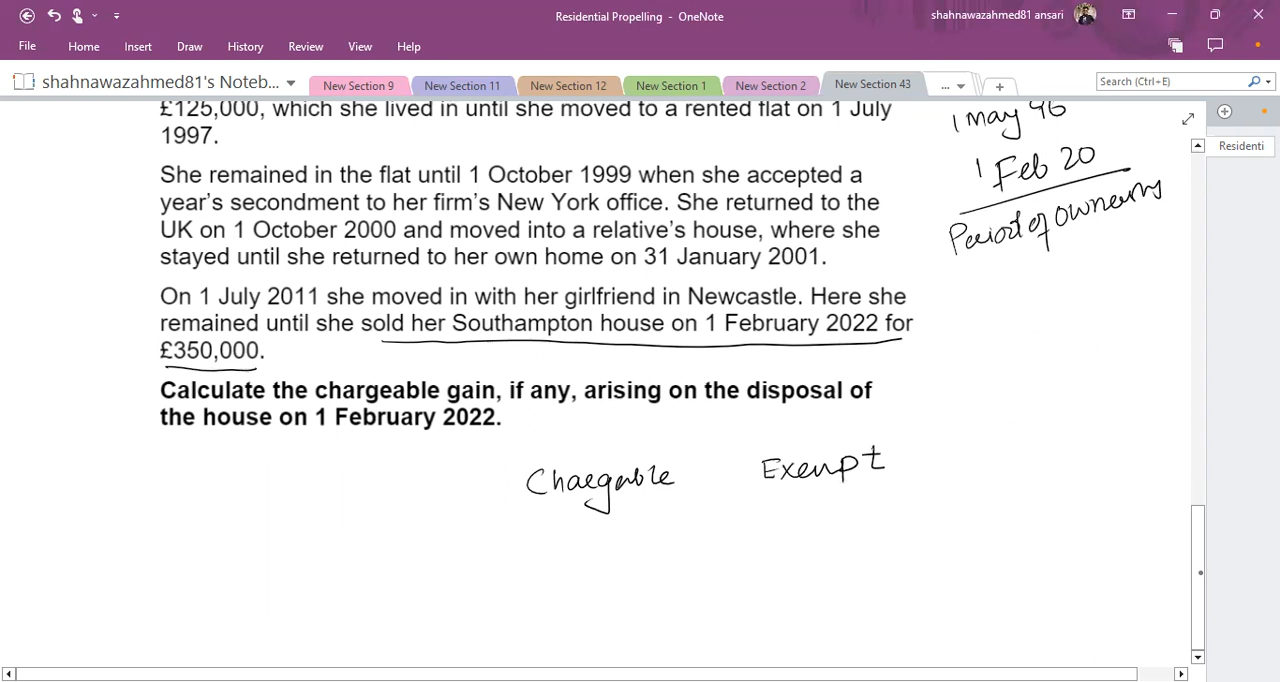 Residential Propelling - OneNote
shahnawazahmed81 ansari
File Home Insert Draw History Review View Help
shahnawazahmed81's Noteb...
New Section 9
New Section 11
New Section 12
New Section 1
New Section 2
New Section 43
...
Search (Ctrl+E)
Residenti
£125,000, which she lived in until she moved to a rented flat on 1 July
1997.
She remained in the flat until 1 October 1999 when she accepted a
year's secondment to her firm's New York office. She returned to the
UK on 1 October 2000 and moved into a relative's house, where she
stayed until she returned to her own home on 31 January 2001.
On 1 July 2011 she moved in with her girlfriend in Newcastle. Here she
remained until she sold her Southampton house on 1 February 2022 for
£350,000.
Calculate the chargeable gain, if any, arising on the disposal of
the house on 1 February 2022.
1 May 96
1 Feb 20
Period of
Exempt